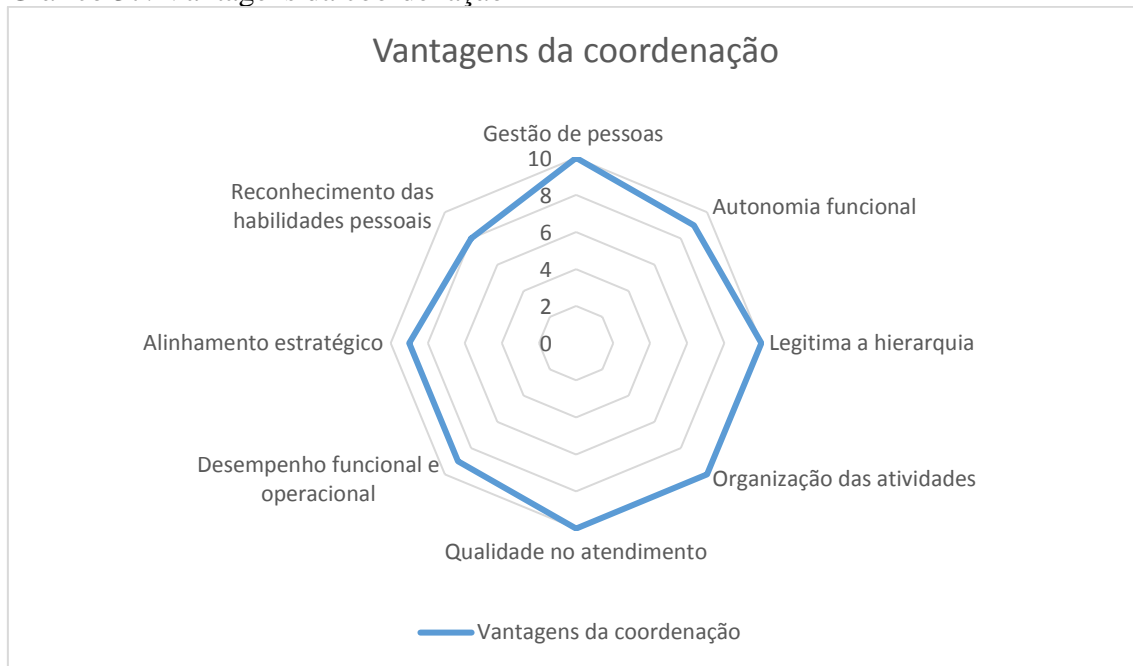 Vantagens da coordenação
Gestão de pessoas
10
8
6
4
2
0
Autonomia funcional
Legitima a hierarquia
Organização das atividades
Qualidade no atendimento
Desempenho funcional e
operacional
Alinhamento estratégico
Reconhecimento das
habilidades pessoais
Vantagens da coordenação